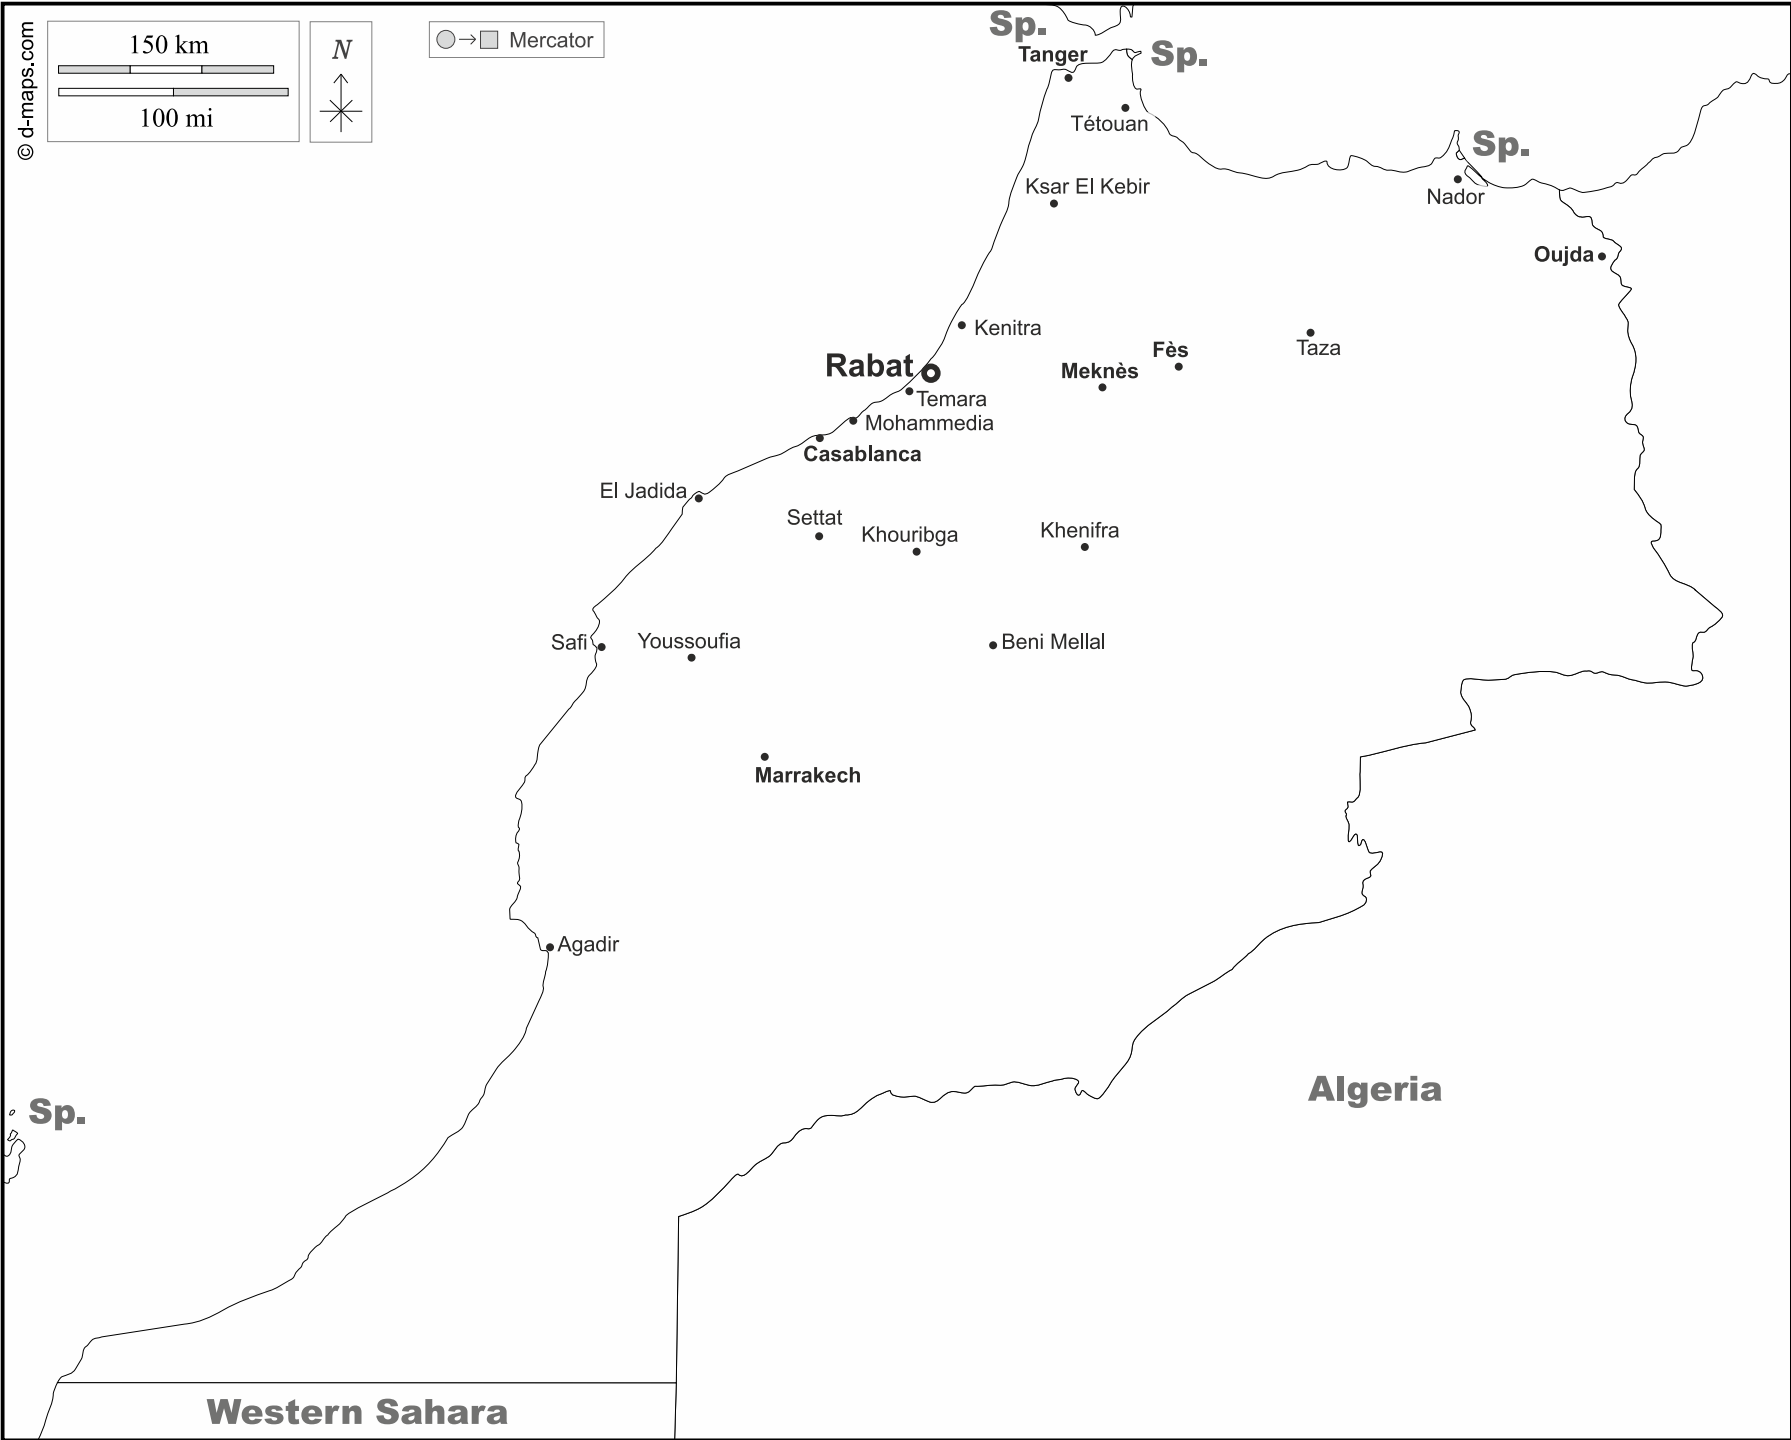 © d-maps.com
150 km
100 mi
N
Mercator
Sp.
Tanger
Sp.
Tétouan
Sp.
Ksar El Kebir
Nador
Oujda
Kenitra
Rabat
Fès
Taza
Meknès
Temara
Mohammedia
Casablanca
El Jadida
Settat
Khouribga
Khenifra
Safi
Youssoufia
Beni Mellal
Marrakech
Agadir
Algeria
Sp.
Western Sahara